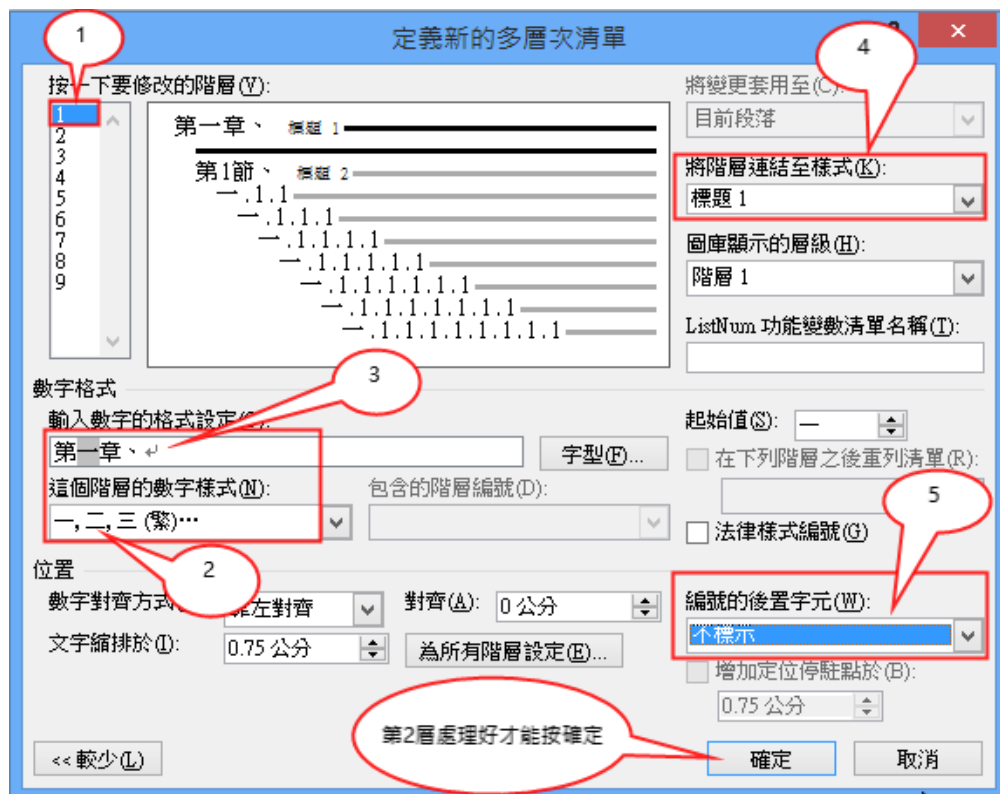 1
定義新的多層次清單
4
按一下要修改的階層(V):
1
2
3
4
5
6
7
8
9
第一章、 標題 1
第1節、 標題 2
一.1.1
一.1.1.1
一.1.1.1.1
一.1.1.1.1.1
一.1.1.1.1.1.1
一.1.1.1.1.1.1.1
一.1.1.1.1.1.1.1.1
將變更套用至(C):
目前段落
將階層連結至樣式(K):
標題 1
圖庫顯示的層級(H):
階層 1
ListNum 功能變數清單名稱(T):
3
數字格式
輸入數字的格式設定
第一章、↵
字型(F)...
這個階層的數字樣式(N):
一, 二, 三 (繁)…
包含的階層編號(D):
起始值(S): 一
在下列階層之後重列清單(R):
5
法律樣式編號(G)
2
位置
數字對齊方式 靠左對齊
對齊(A): 0 公分
文字縮排於(I): 0.75 公分
為所有階層設定(E)...
編號的後置字元(W):
不標示
增加定位停駐點於(B):
0.75 公分
第2層處理好才能按確定
<< 較少(L)
確定
取消